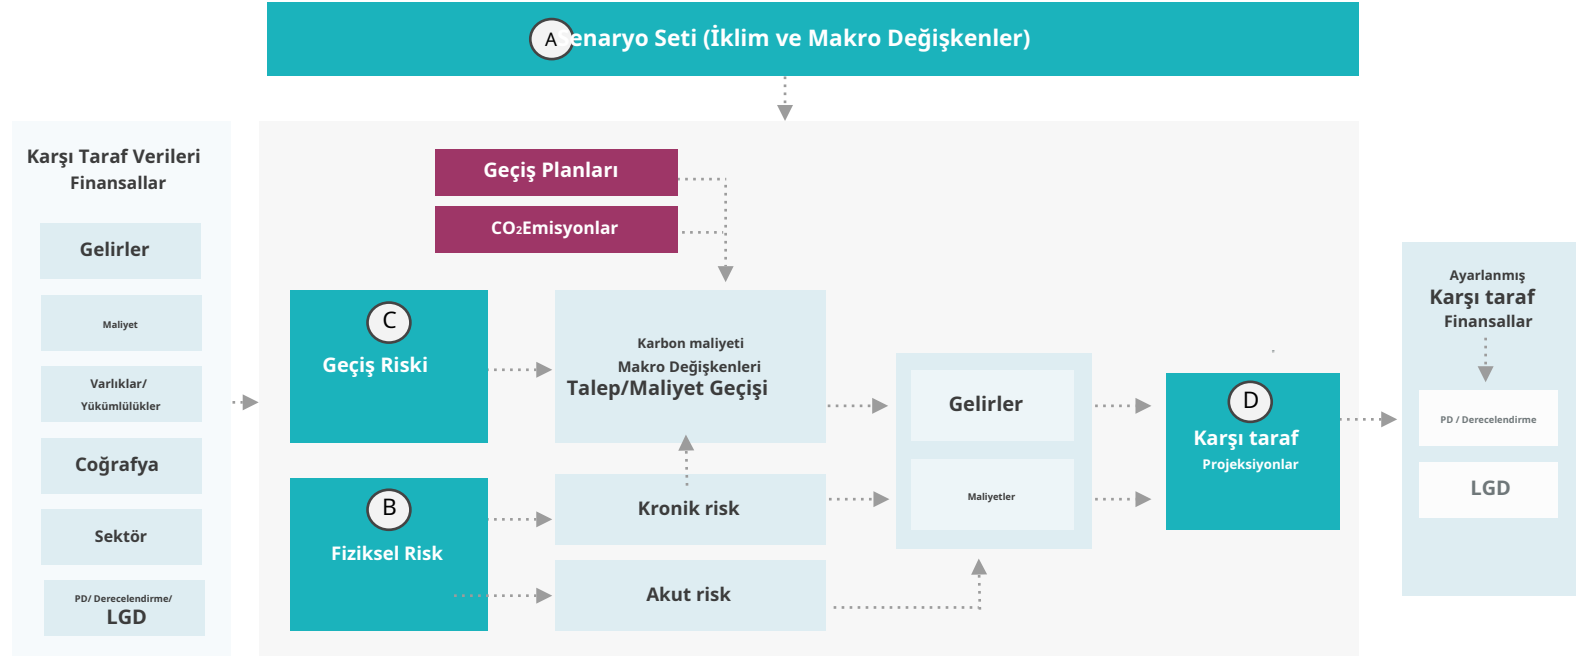 A
Senaryo Seti (İklim ve Makro Değişkenler)
Karşı Taraf Verileri
Finansallar
Gelirler
Maliyet
Varlıklar/
Yükümlülükler
Coğrafya
Sektör
PD/ Derecelendirme/
LGD
Geçiş Planları
CO₂Emisyonlar
C
Geçiş Riski
Karbon maliyeti
Makro Değişkenleri
Talep/Maliyet Geçişi
B
Fiziksel Risk
Kronik risk
Akut risk
Gelirler
Maliyetler
D
Karşı taraf
Projeksiyonlar
Ayarlanmış
Karşı taraf
Finansallar
PD / Derecelendirme
LGD